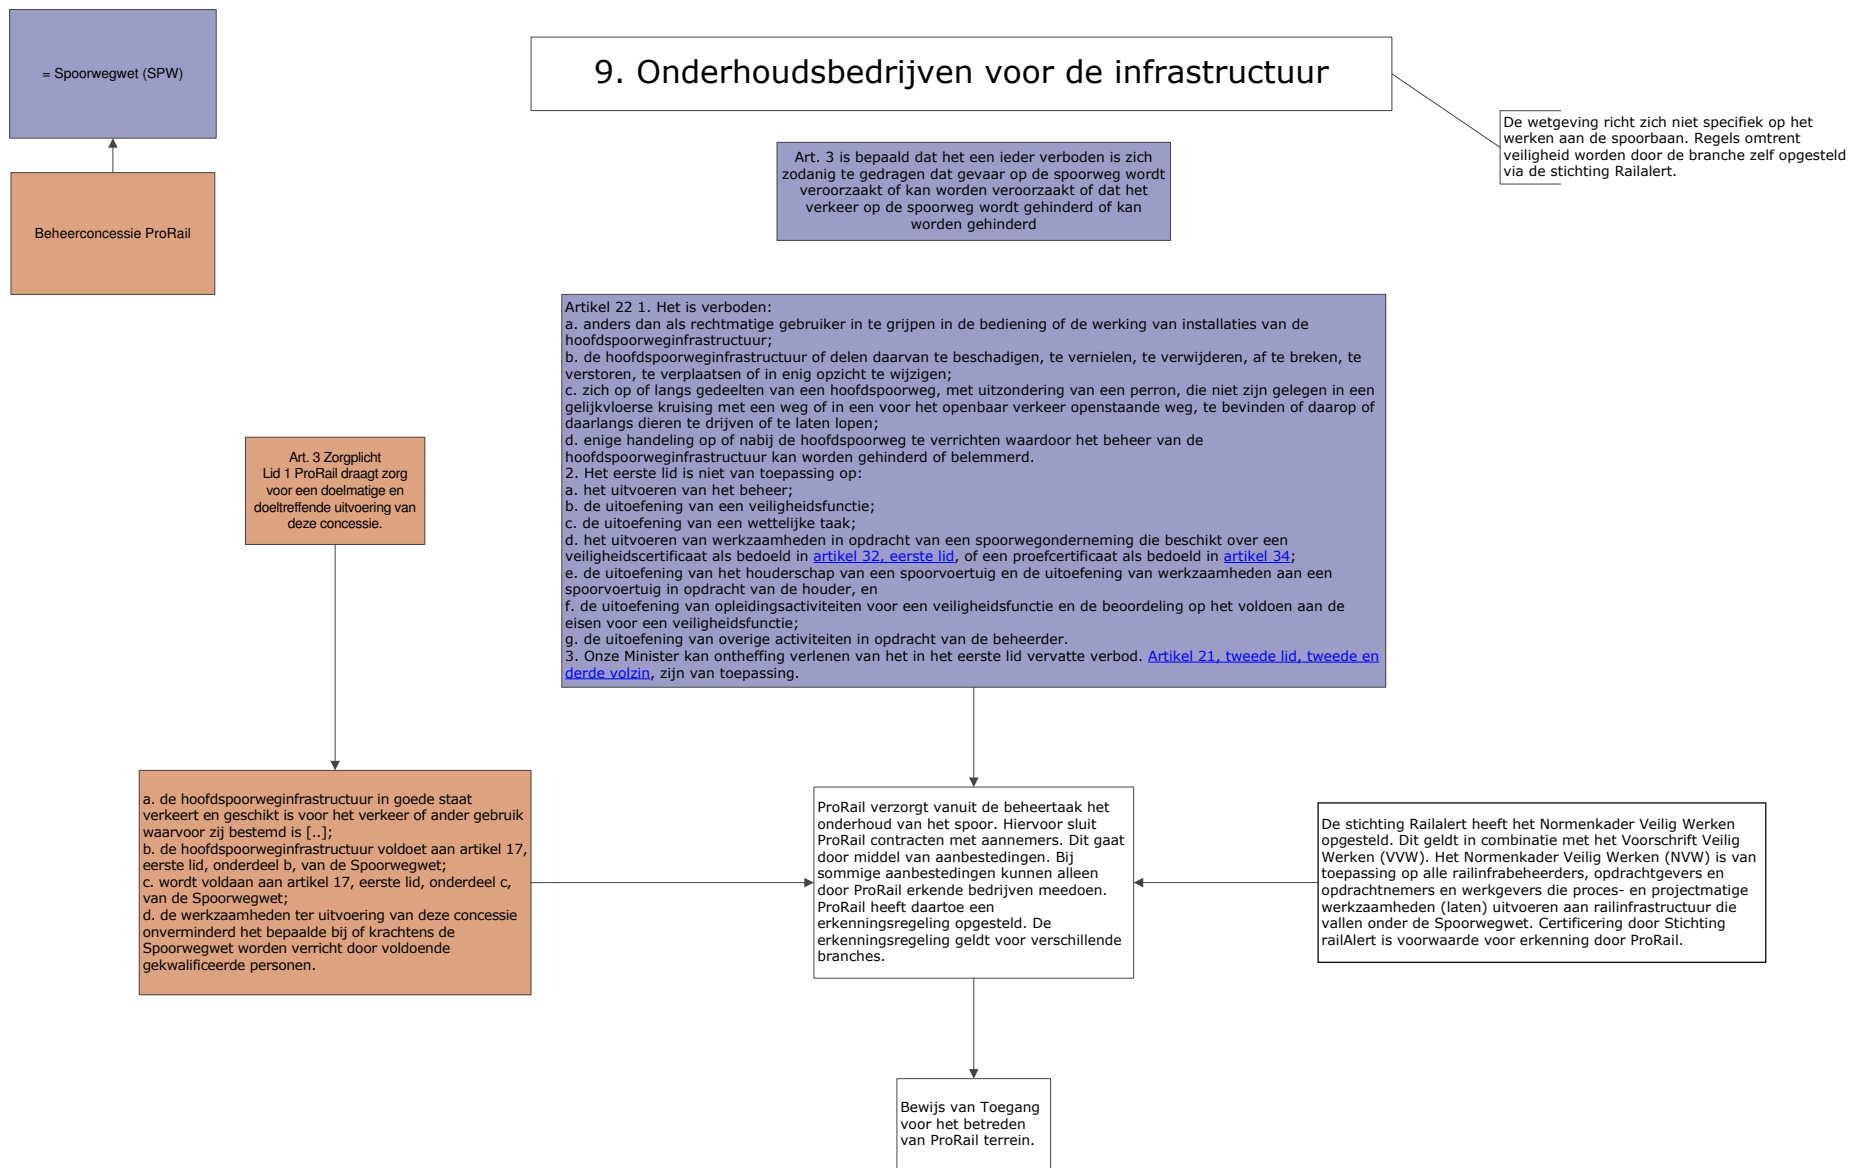 = Spoorwegwet (SPW)
Beheerconcessie ProRail
9. Onderhoudsbedrijven voor de infrastructuur
De wetgeving richt zich niet specifiek op het
werken aan de spoorbaan. Regels omtrent
veiligheid worden door de branche zelf opgesteld
via de stichting Railalert.
Art. 3 is bepaald dat het een ieder verboden is zich
zodanig te gedragen dat gevaar op de spoorweg wordt
veroorzaakt of kan worden veroorzaakt of dat het
verkeer op de spoorweg wordt gehinderd of kan
worden gehinderd
Artikel 22 1. Het is verboden:
a. anders dan als rechtmatige gebruiker in te grijpen in de bediening of de werking van installaties van de
hoofdspoorweginfrastructuur;
b. de hoofdspoorweginfrastructuur of delen daarvan te beschadigen, te vernielen, te verwijderen, af te breken, te
verstoren, te verplaatsen of in enig opzicht te wijzigen;
c. zich op of langs gedeelten van een hoofdspoorweg, met uitzondering van een perron, die niet zijn gelegen in een
gelijkvloerse kruising met een weg of in een voor het openbaar verkeer openstaande weg, te bevinden of daarop of
daarlangs dieren te drijven of te laten lopen;
d. enige handeling op of nabij de hoofdspoorweg te verrichten waardoor het beheer van de
hoofdspoorweginfrastructuur kan worden gehinderd of belemmerd.
2. Het eerste lid is niet van toepassing op:
a. het uitvoeren van het beheer;
b. de uitoefening van een veiligheidsfunctie;
c. de uitoefening van een wettelijke taak;
d. het uitvoeren van werkzaamheden in opdracht van een spoorwegonderneming die beschikt over een
veiligheidscertificaat als bedoeld in artikel 32, eerste lid, of een proefcertificaat als bedoeld in artikel 34;
e. de uitoefening van het houderschap van een spoorvoertuig en de uitoefening van werkzaamheden aan een
spoorvoertuig in opdracht van de houder, en
f. de uitoefening van opleidingsactiviteiten voor een veiligheidsfunctie en de beoordeling op het voldoen aan de
eisen voor een veiligheidsfunctie;
g. de uitoefening van overige activiteiten in opdracht van de beheerder.
3. Onze Minister kan ontheffing verlenen van het in het eerste lid vervatte verbod. Artikel 21, tweede lid, tweede en
derde volzin, zijn van toepassing.
Art. 3 Zorgplicht
Lid 1 ProRail draagt zorg
voor een doelmatige en
doeltreffende uitvoering van
deze concessie.
a. de hoofdspoorweginfrastructuur in goede staat
verkeert en geschikt is voor het verkeer of ander gebruik
waarvoor zij bestemd is [..];
b. de hoofdspoorweginfrastructuur voldoet aan artikel 17,
eerste lid, onderdeel b, van de Spoorwegwet;
c. wordt voldaan aan artikel 17, eerste lid, onderdeel c,
van de Spoorwegwet;
d. de werkzaamheden ter uitvoering van deze concessie
onverminderd het bepaalde bij of krachtens de
Spoorwegwet worden verricht door voldoende
gekwalificeerde personen.
ProRail verzorgt vanuit de beheertaak het
onderhoud van het spoor. Hiervoor sluit
ProRail contracten met aannemers. Dit gaat
door middel van aanbestedingen. Bij
sommige aanbestedingen kunnen alleen
door ProRail erkende bedrijven meedoen.
ProRail heeft daartoe een
erkenningsregeling opgesteld. De
erkenningsregeling geldt voor verschillende
branches.
De stichting Railalert heeft het Normenkader Veilig Werken
opgesteld. Dit geldt in combinatie met het Voorschrift Veilig
Werken (VVW). Het Normenkader Veilig Werken (NVW) is van
toepassing op alle railinfrabeheerders, opdrachtgevers en
opdrachtnemers en werkgevers die proces- en projectmatige
werkzaamheden (laten) uitvoeren aan railinfrastructuur die
vallen onder de Spoorwegwet. Certificering door Stichting
railAlert is voorwaarde voor erkenning door ProRail.
Bewijs van Toegang
voor het betreden
van ProRail terrein.